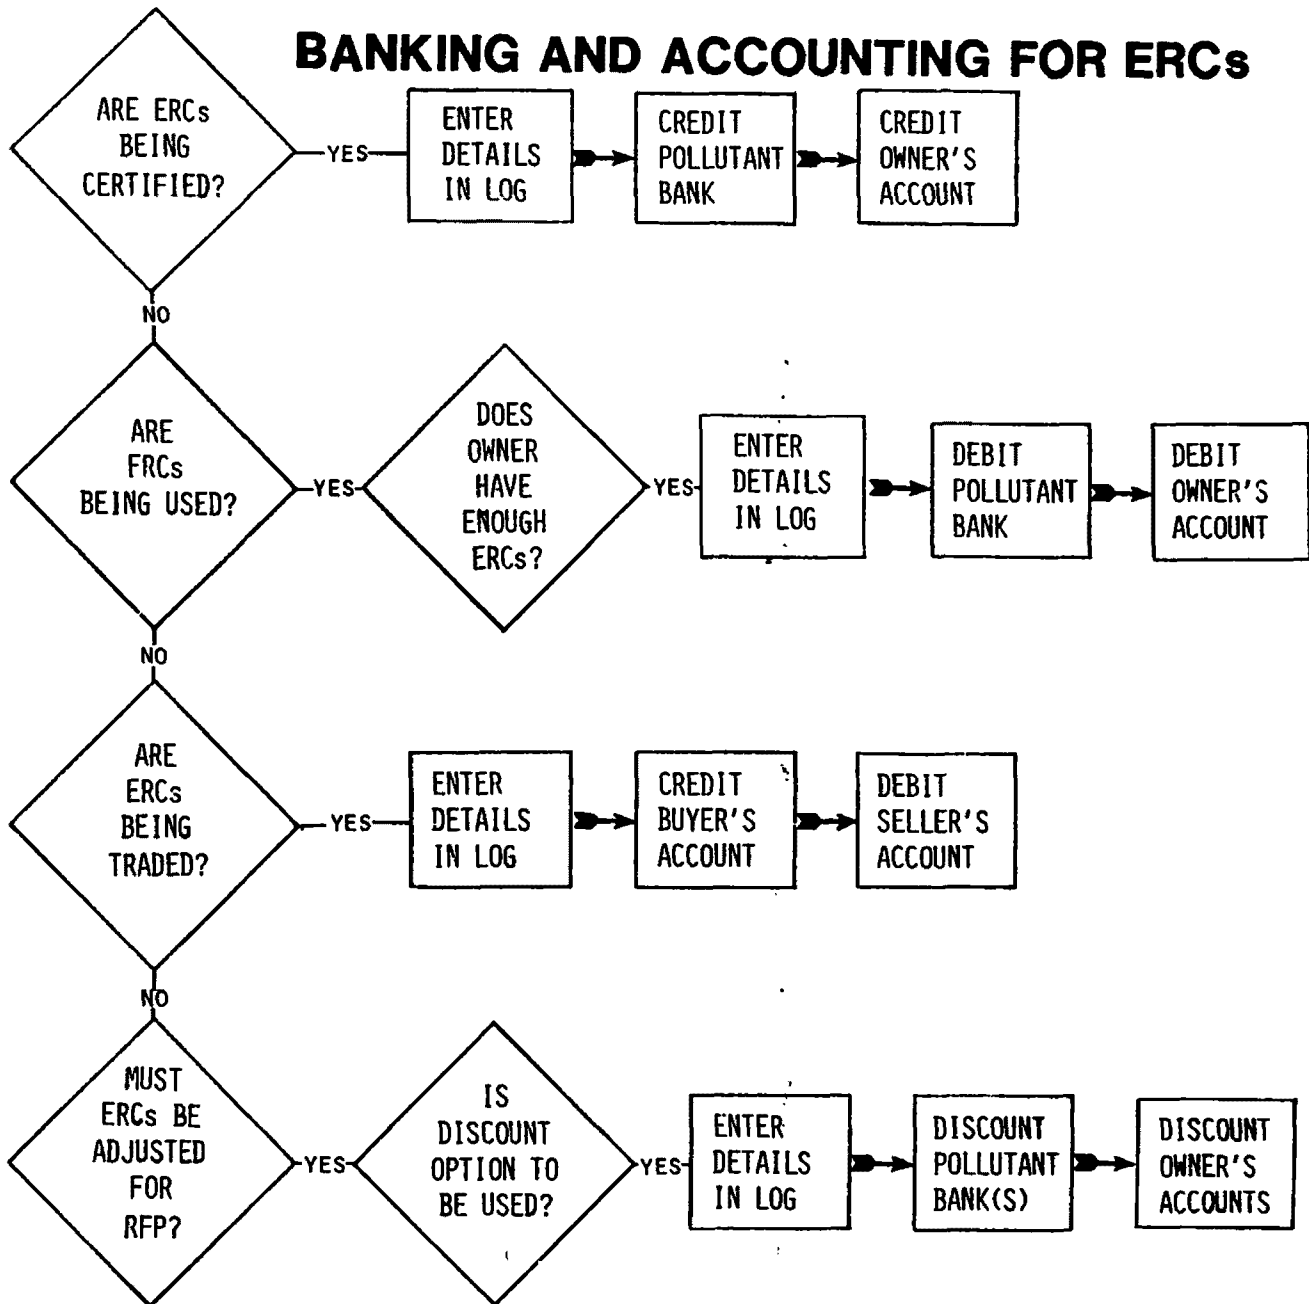 BANKING AND ACCOUNTING FOR ERCs
ARE ERCs
BEING
CERTIFIED?
YES
ENTER
DETAILS
IN LOG
CREDIT
POLLUTANT
BANK
CREDIT
OWNER'S
ACCOUNT
NO
ARE
FRCs
BEING USED?
YES
DOES
OWNER
HAVE
ENOUGH
ERCs?
YES
ENTER
DETAILS
IN LOG
DEBIT
POLLUTANT
BANK
DEBIT
OWNER'S
ACCOUNT
NO
ARE
ERCs
BEING
TRADED?
YES
ENTER
DETAILS
IN LOG
CREDIT
BUYER'S
ACCOUNT
DEBIT
SELLER'S
ACCOUNT
NO
MUST
ERCs BE
ADJUSTED
FOR
RFP?
YES
IS
DISCOUNT
OPTION TO
BE USED?
YES
ENTER
DETAILS
IN LOG
DISCOUNT
POLLUTANT
BANK(S)
DISCOUNT
OWNER'S
ACCOUNTS